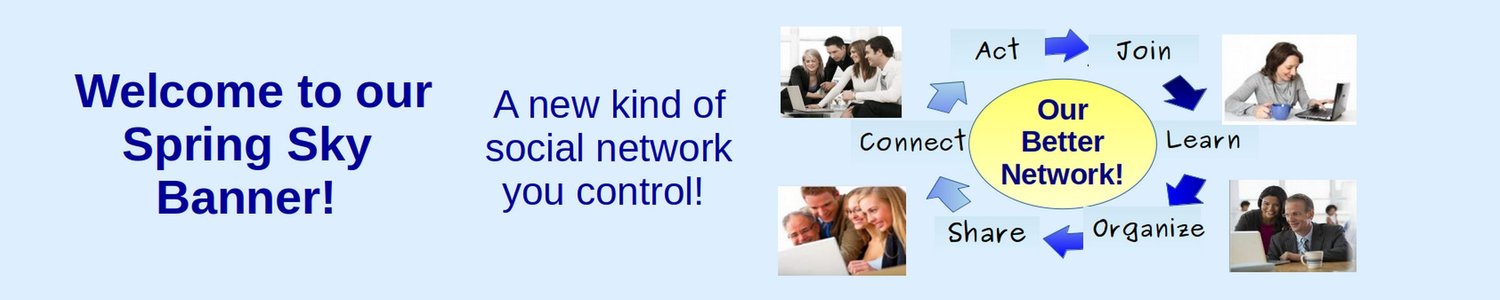 Welcome to our
Spring Sky
Banner!
A new kind of
social network
you control!
Act
Join
Learn
Organize
Share
Connect
Our
Better
Network!